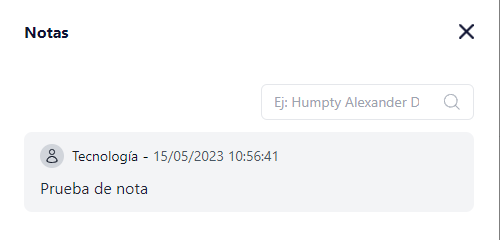 Notas
Ej: Humpty Alexander D
Tecnología - 15/05/2023 10:56:41
Prueba de nota